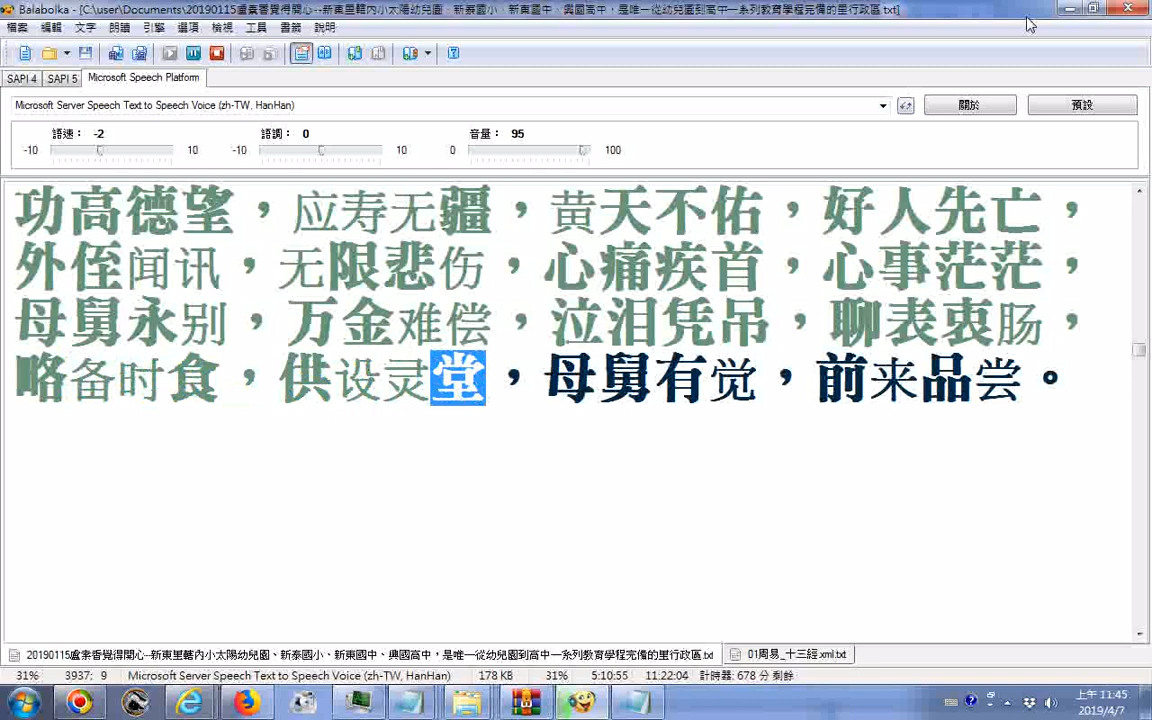 Balabolka - [C:\user\Documents\20190115盧素香覺得開心--新東里轄內小太陽幼兒園、新泰國小、新東國中、興國高中，是唯一從幼兒園到高中一系列教育學程完備的里行政區.txt]
檔案 編輯 文字 朗讀 引擎 選項 檢視 工具 書籤 說明
SAPI 4 SAPI 5 Microsoft Speech Platform
Microsoft Server Speech Text to Speech Voice (zh-TW, HanHan) 關於 預設
語速： -2 語調： 0 音量： 95
-10 10 -10 10 0 100
功高德望，应寿无疆，黄天不佑，好人先亡，
外侄闻讯，无限悲伤，心痛疾首，心事茫茫，
母舅永别，万金难偿，泣泪凭吊，聊表衷肠，
略备时食，供设灵堂，母舅有觉，前来品尝。
20190115盧素香覺得開心--新東里轄內小太陽幼兒園、新泰國小、新東國中、興國高中，是唯一從幼兒園到高中一系列教育學程完備的里行政區.txt 01周易_十三經.xml.txt
31% 3937: 9 Microsoft Server Speech Text to Speech Voice (zh-TW, HanHan) 178 KB 31% 5:10:55 11:22:04 計時器: 678 分 剩餘
上午 11:45
2019/4/7